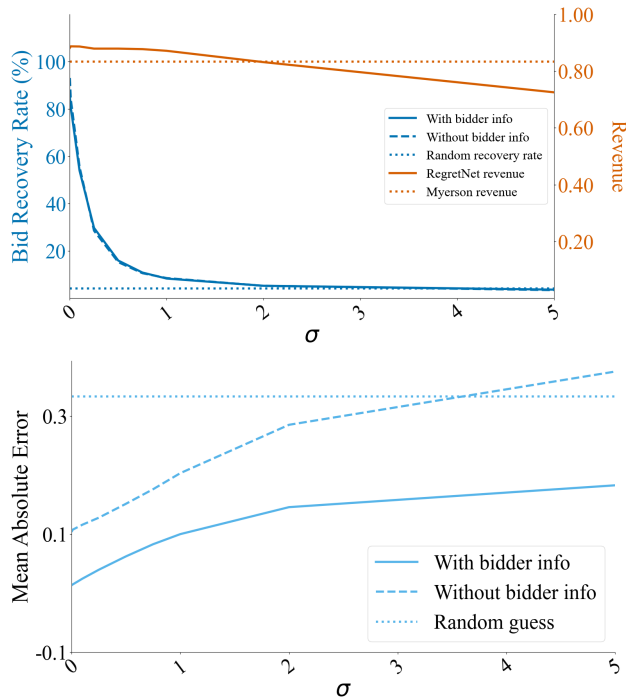 Bid Recovery Rate (%)
100
80
60
40
20
1.00
0.80
0.60
0.40
0.20
Revenue
With bidder info
Without bidder info
Random recovery rate
RegretNet revenue
Myerson revenue
0 1 2 3 4 5
σ
Mean Absolute Error
0.3
0.1
-0.1
With bidder info
Without bidder info
Random guess
0 1 2 3 4 5
σ